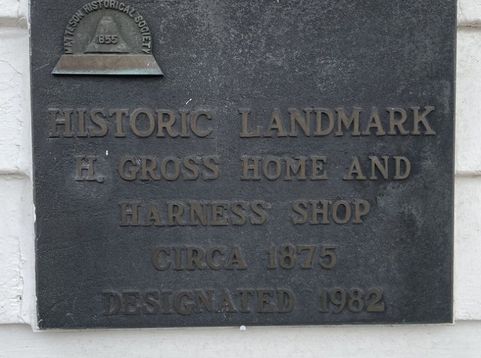 MATTESON HISTORICAL SOCIETY
1855
HISTORIC LANDMARK
H. GROSS HOME AND
HARNESS SHOP
CIRCA 1875
DESIGNATED 1982